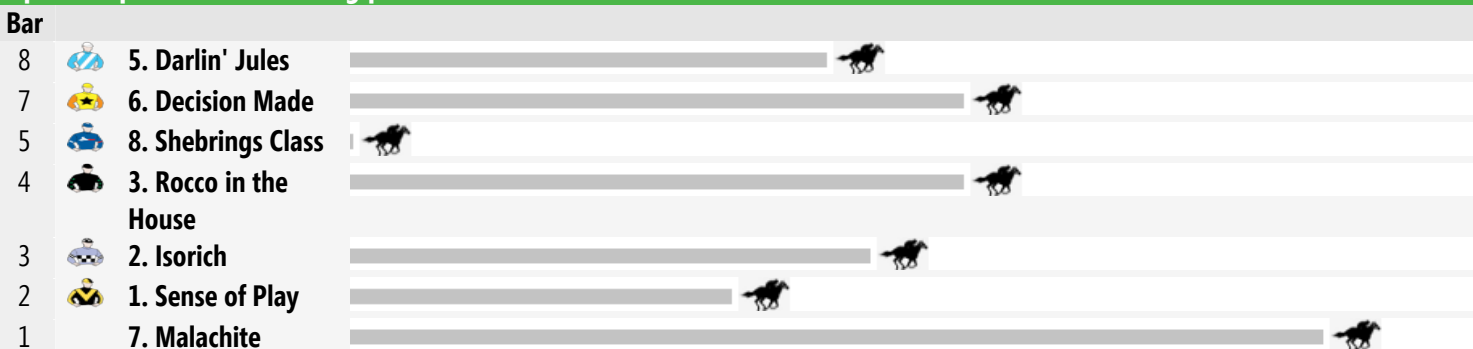 Bar
8 5. Darlin' Jules
7 6. Decision Made
5 8. Shebrings Class
4 3. Rocco in the
House
3 2. Isorich
2 1. Sense of Play
1 7. Malachite